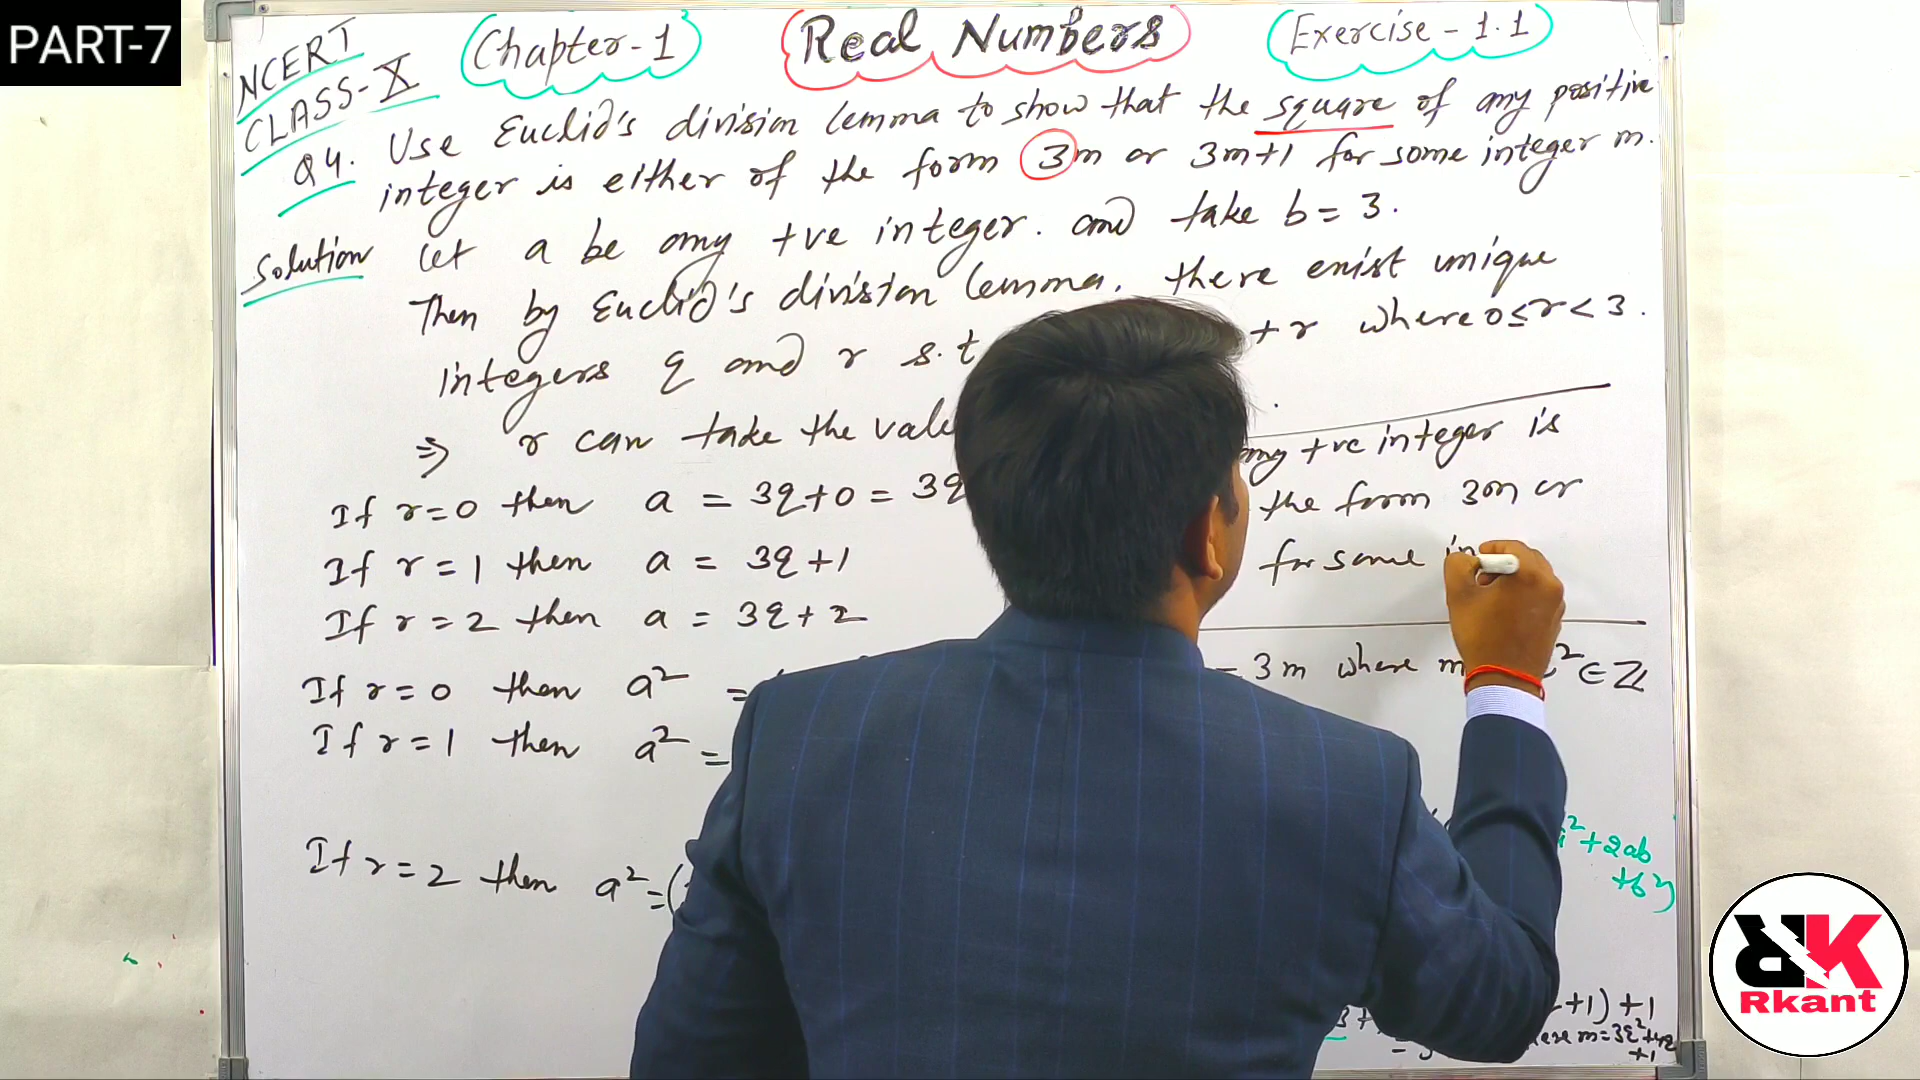 PART-7
NCERT
CLASS-X
Chapter-1
Real Numbers
Exercise-1.1
Q4. Use Euclid's division lemma to show that the square of any positive
integer is either of the form 3m or 3m+1 for some integer m.
Solution Let a be any +ve integer. and take b = 3.
Then by Euclid's division lemma, there exist unique
integers q and r s.t + r where 0≤r<3.
⇒ r can take the
If r=0 then a = 3q+0 = 3q
If r=1 then a = 3q+1
If r=2 then a = 3q+2
any +ve integer is
the form 3m or
for some
If r=0 then a² = = 3m where m ² ∈ Z
If r=1 then a² =
If r=2 then a² = (
²+2ab
+b²)
+1) + 1
m=3q²+4q
+1
RK
Rkant